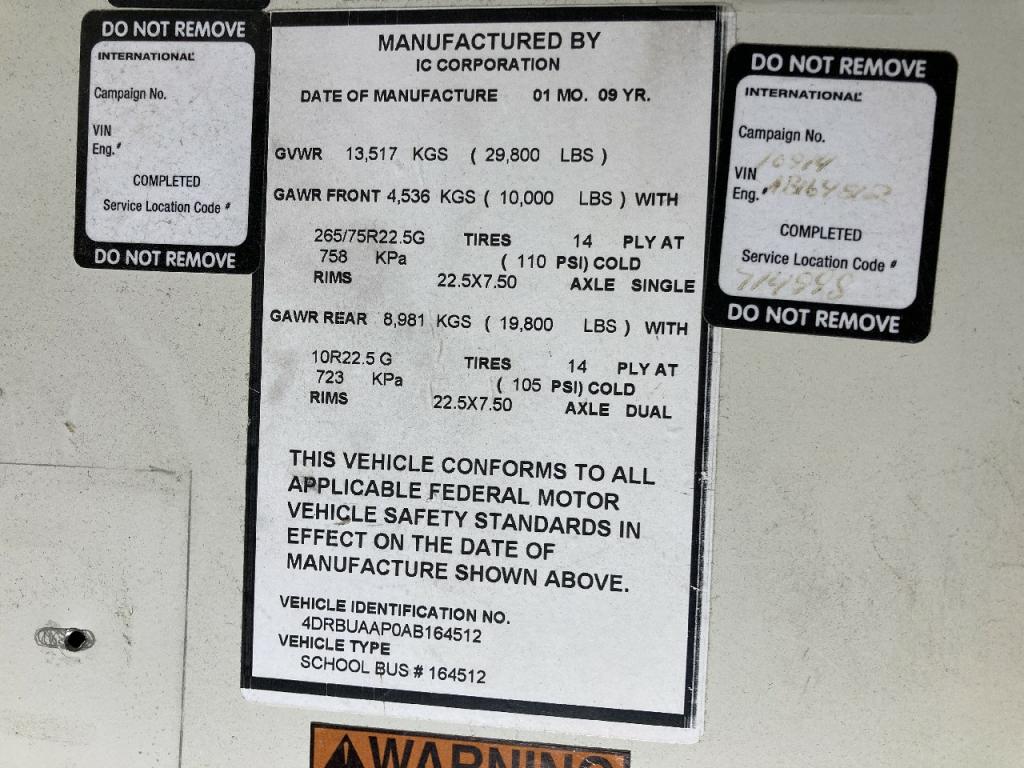 DO NOT REMOVE
INTERNATIONAL
Campaign No.
VIN
Eng.#
COMPLETED
Service Location Code #
DO NOT REMOVE
MANUFACTURED BY
IC CORPORATION
DATE OF MANUFACTURE 01 MO. 09 YR.
GVWR 13,517 KGS ( 29,800 LBS )
GAWR FRONT 4,536 KGS ( 10,000 LBS ) WITH
265/75R22.5G TIRES 14 PLY AT
758 KPa ( 110 PSI) COLD
RIMS 22.5X7.50 AXLE SINGLE
GAWR REAR 8,981 KGS ( 19,800 LBS ) WITH
10R22.5 G TIRES 14 PLY AT
723 KPa ( 105 PSI) COLD
RIMS 22.5X7.50 AXLE DUAL
THIS VEHICLE CONFORMS TO ALL
APPLICABLE FEDERAL MOTOR
VEHICLE SAFETY STANDARDS IN
EFFECT ON THE DATE OF
MANUFACTURE SHOWN ABOVE.
VEHICLE IDENTIFICATION NO.
4DRBUAAP0AB164512
VEHICLE TYPE
SCHOOL BUS # 164512
DO NOT REMOVE
INTERNATIONAL
Campaign No.
VIN
Eng.# AB164512
COMPLETED
Service Location Code #
DO NOT REMOVE
WARNING